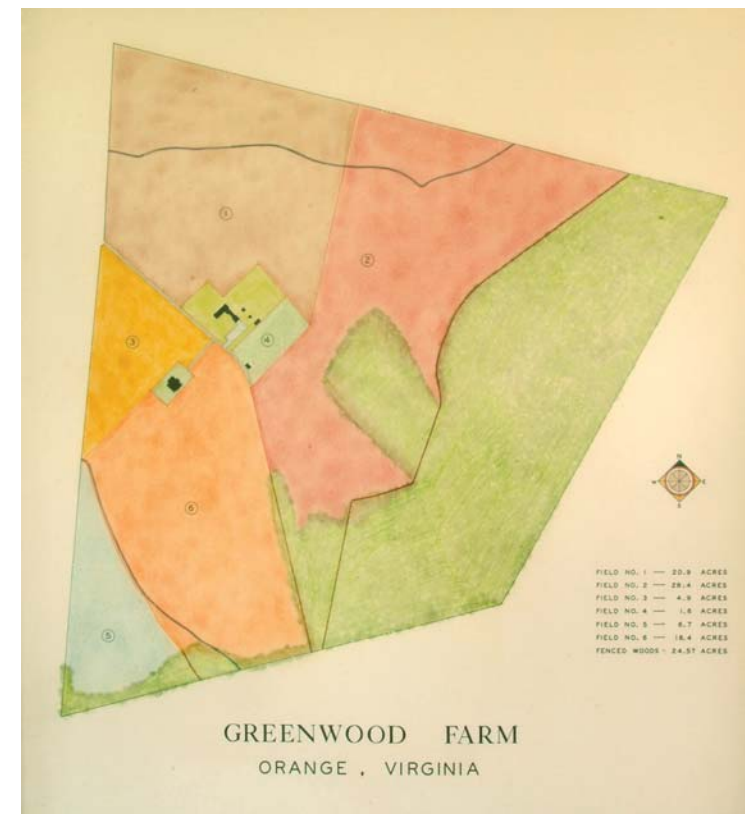 ①
②
③
④
⑥
⑤
N
W E
S
FIELD NO. 1 — 20.9 ACRES
FIELD NO. 2 — 28.4 ACRES
FIELD NO. 3 — 4.9 ACRES
FIELD NO. 4 — 1.6 ACRES
FIELD NO. 5 — 6.7 ACRES
FIELD NO. 6 — 18.4 ACRES
FENCED WOODS - 24.57 ACRES
GREENWOOD FARM
ORANGE , VIRGINIA